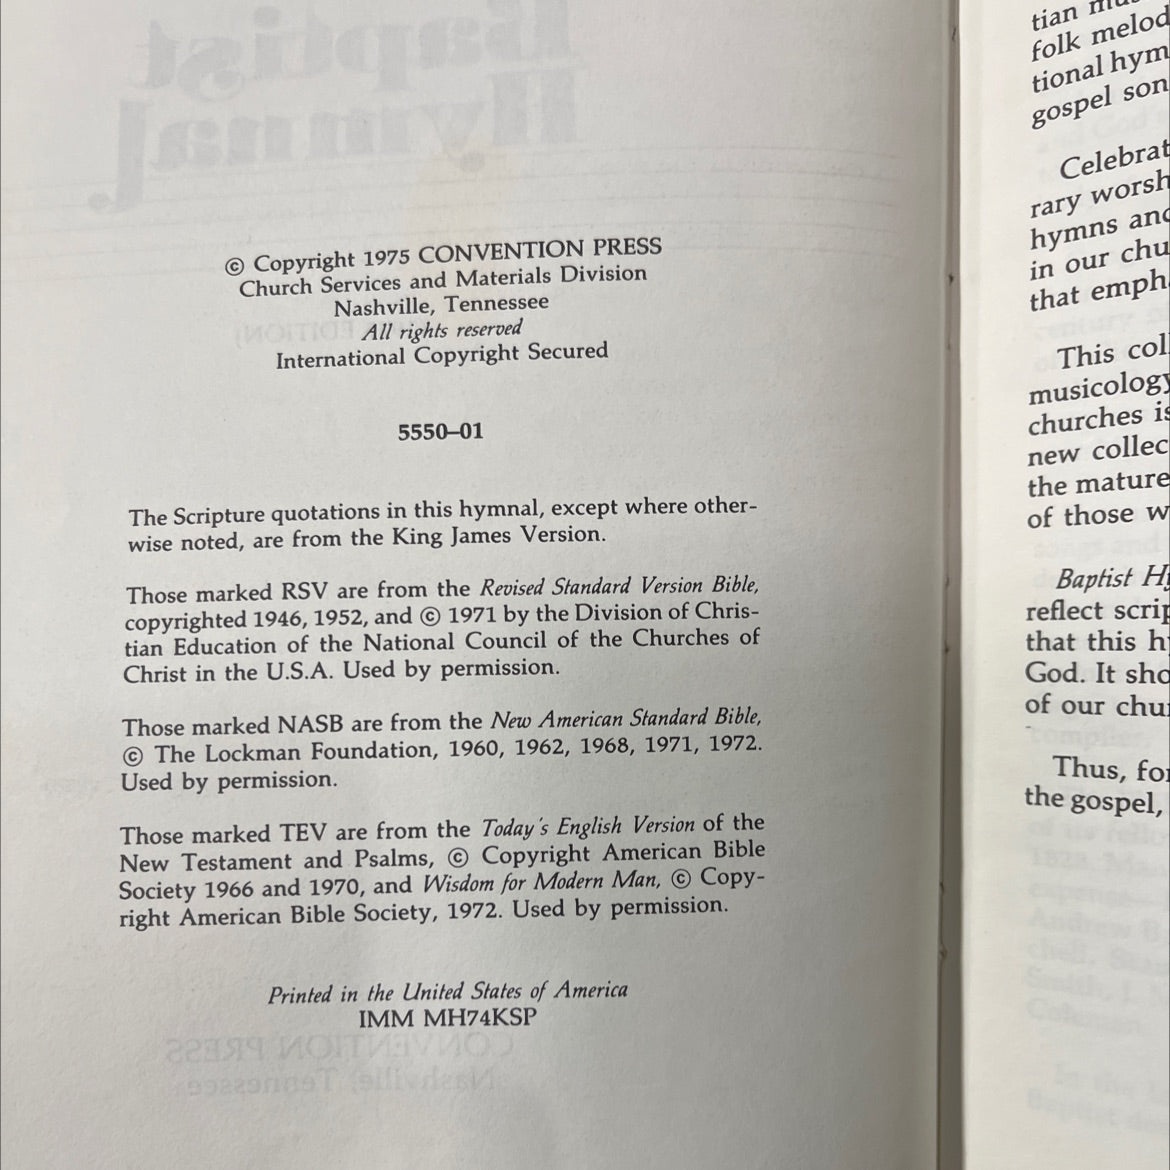 © Copyright 1975 CONVENTION PRESS
Church Services and Materials Division
Nashville, Tennessee
All rights reserved
International Copyright Secured
5550–01
The Scripture quotations in this hymnal, except where other-
wise noted, are from the King James Version.
Those marked RSV are from the Revised Standard Version Bible,
copyrighted 1946, 1952, and © 1971 by the Division of Chris-
tian Education of the National Council of the Churches of
Christ in the U.S.A. Used by permission.
Those marked NASB are from the New American Standard Bible,
© The Lockman Foundation, 1960, 1962, 1968, 1971, 1972.
Used by permission.
Those marked TEV are from the Today's English Version of the
New Testament and Psalms, © Copyright American Bible
Society 1966 and 1970, and Wisdom for Modern Man, © Copy-
right American Bible Society, 1972. Used by permission.
Printed in the United States of America
IMM MH74KSP
tian
folk melod
tional hym
gospel son
Celebrat
rary worsh
hymns and
in our chu
that empha
This col
musicology
churches is
new collec
the mature
of those w
Baptist Hy
reflect scrip
that this hy
God. It sho
of our chur
Thus, for
the gospel,